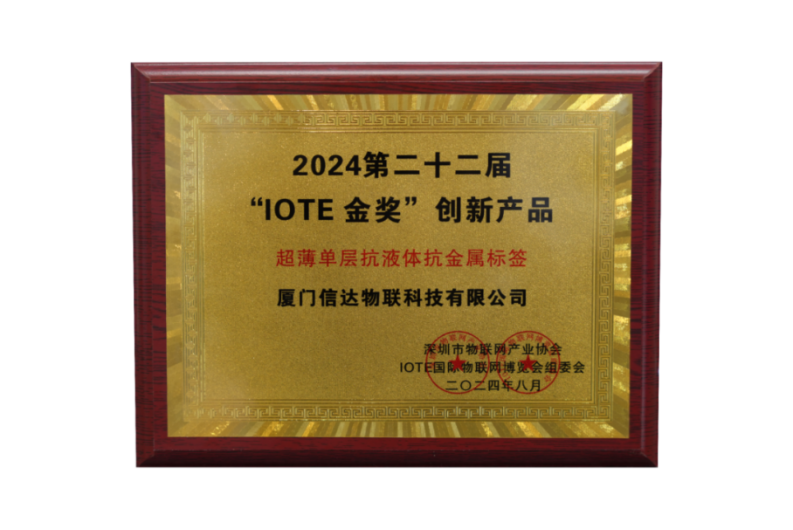 2024第二十二届
“IOTE 金奖”创新产品
超薄单层抗液体抗金属标签
厦门信达物联科技有限公司
深圳市物联网产业协会
IOTE国际物联网博览会组委会
二〇二四年八月